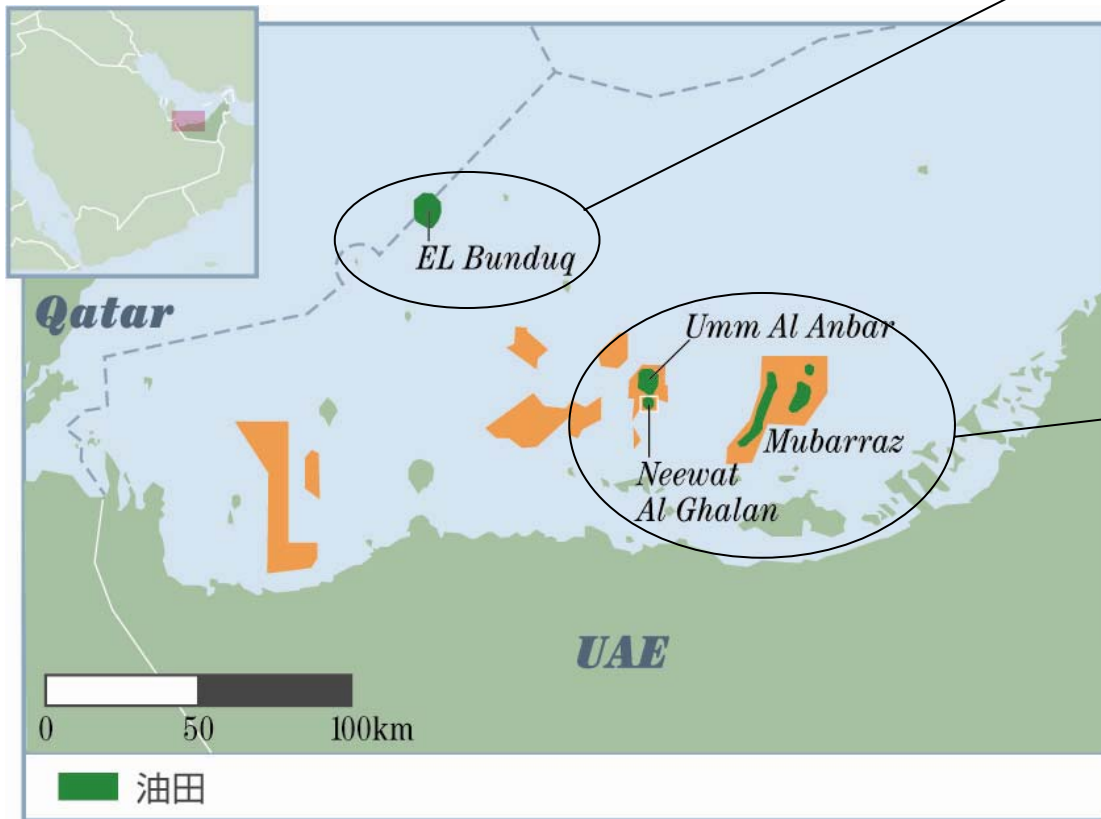 EL Bunduq
Qatar
Umm Al Anbar
Mubarraz
Neewat
Al Ghalan
UAE
0 50 100km
油田